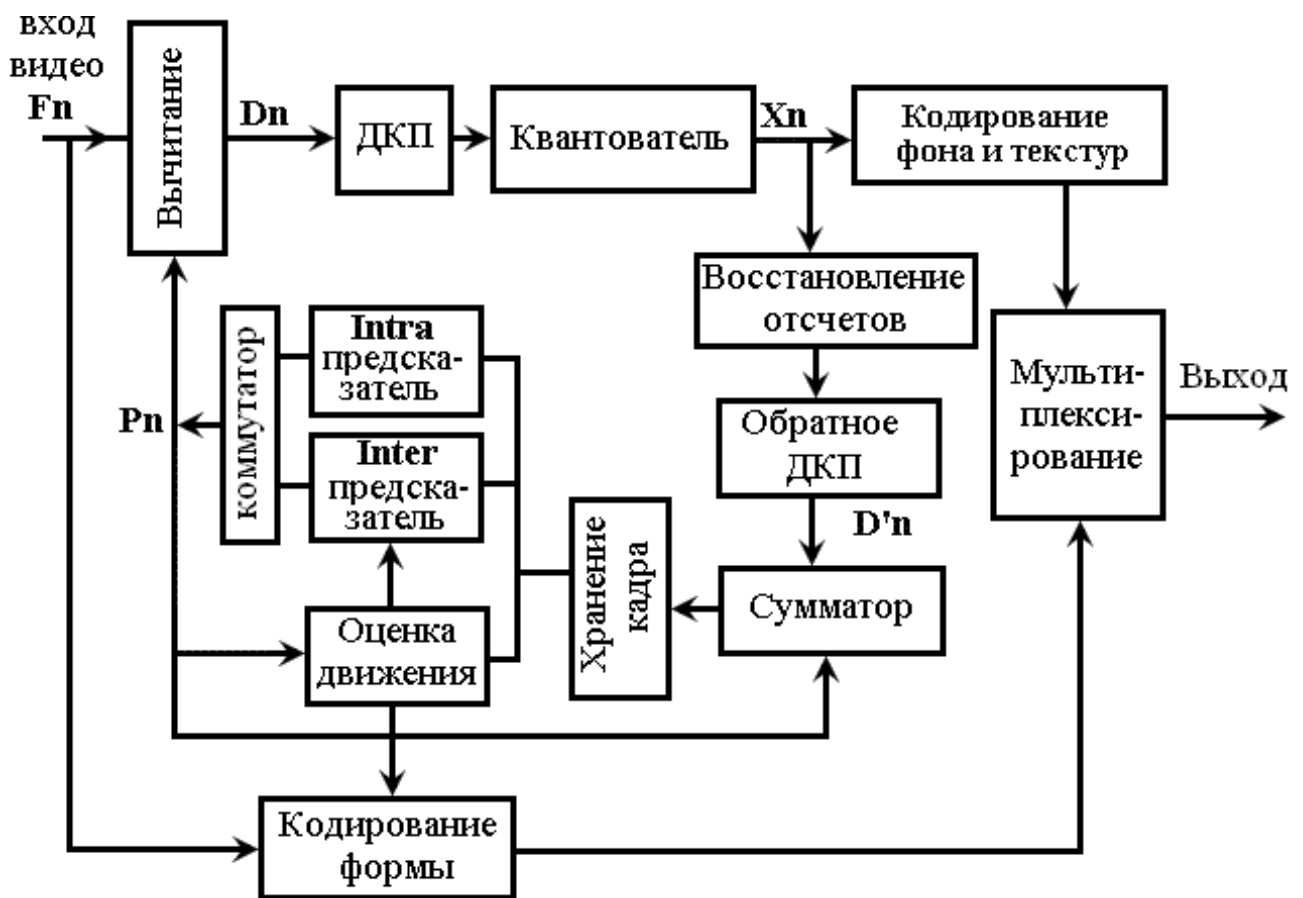 вход
видео
Fn
Вычитание
Dn
ДКП
Квантователь
Xn
Кодирование
фона и текстур
Восстановление
отсчетов
Intra
предска-
затель
коммутатор
Pn
Inter
предска-
затель
Обратное
ДКП
D'n
Мульти-
плекси-
рование
Выход
Хранение
кадра
Сумматор
Оценка
движения
Кодирование
формы